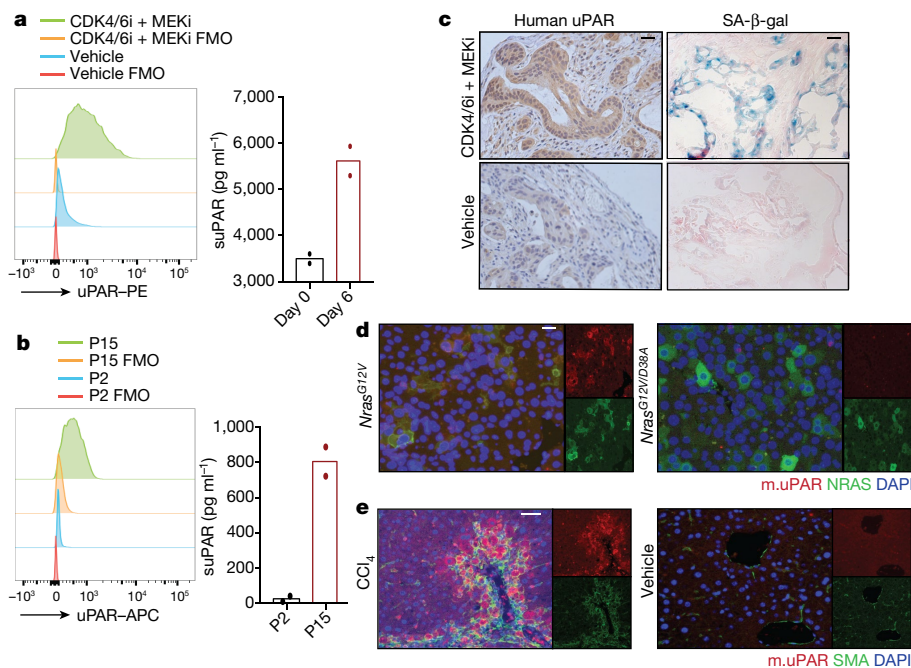 a
CDK4/6i + MEKi
CDK4/6i + MEKi FMO
Vehicle
Vehicle FMO
−10³ 0 10³ 10⁴ 10⁵
uPAR–PE
suPAR (pg ml⁻¹)
7,000
6,000
5,000
4,000
3,000
Day 0
Day 6
b
P15
P15 FMO
P2
P2 FMO
−10³ 0 10³ 10⁴ 10⁵
uPAR–APC
suPAR (pg ml⁻¹)
1,000
800
600
400
200
0
P2
P15
c
Human uPAR
SA-β-gal
CDK4/6i + MEKi
Vehicle
d
Nras^G12V
Nras^G12V/D38A
m.uPAR NRAS DAPI
e
CCl₄
Vehicle
m.uPAR SMA DAPI